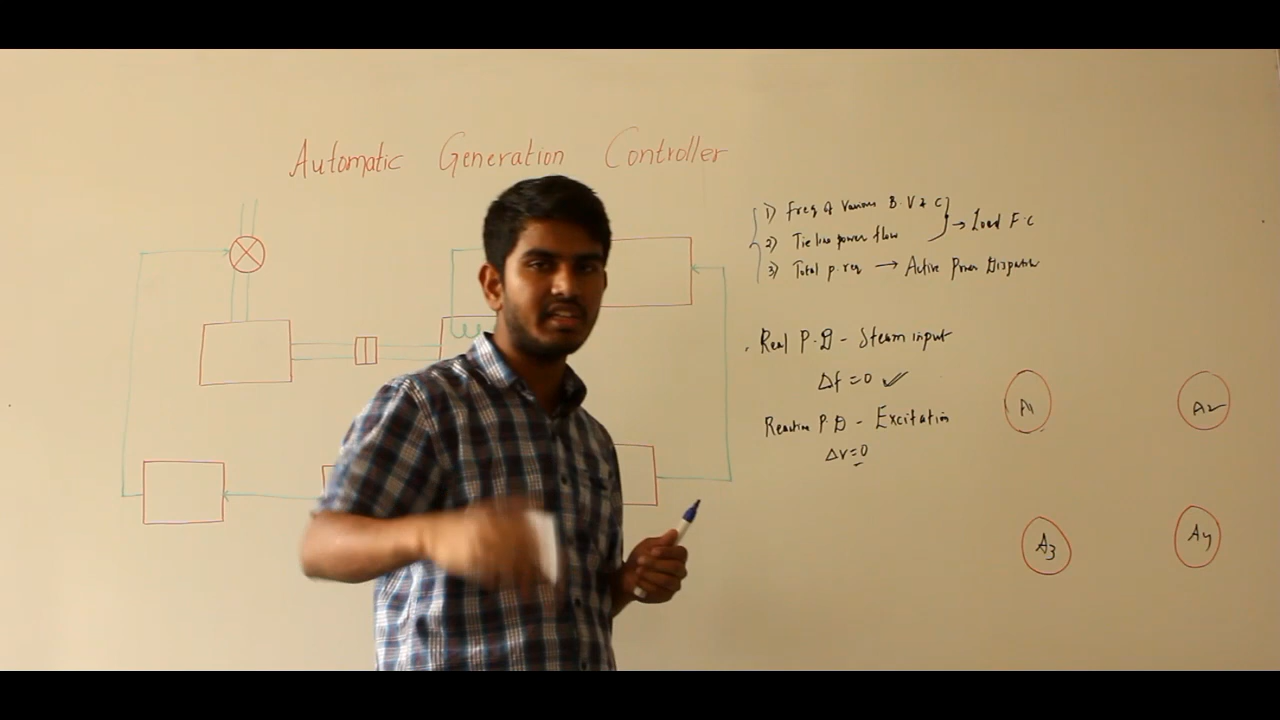 Automatic Generation Controller
1) Freq of Various B.V & C
2) Tie line power flow
→ Load F.C
3) Total p.req → Active Power Dispatch
Real P.D - Steam input
Δf = 0 ✓
Reactive P.D - Excitation
Δv = 0
A1
A2
A3
A4